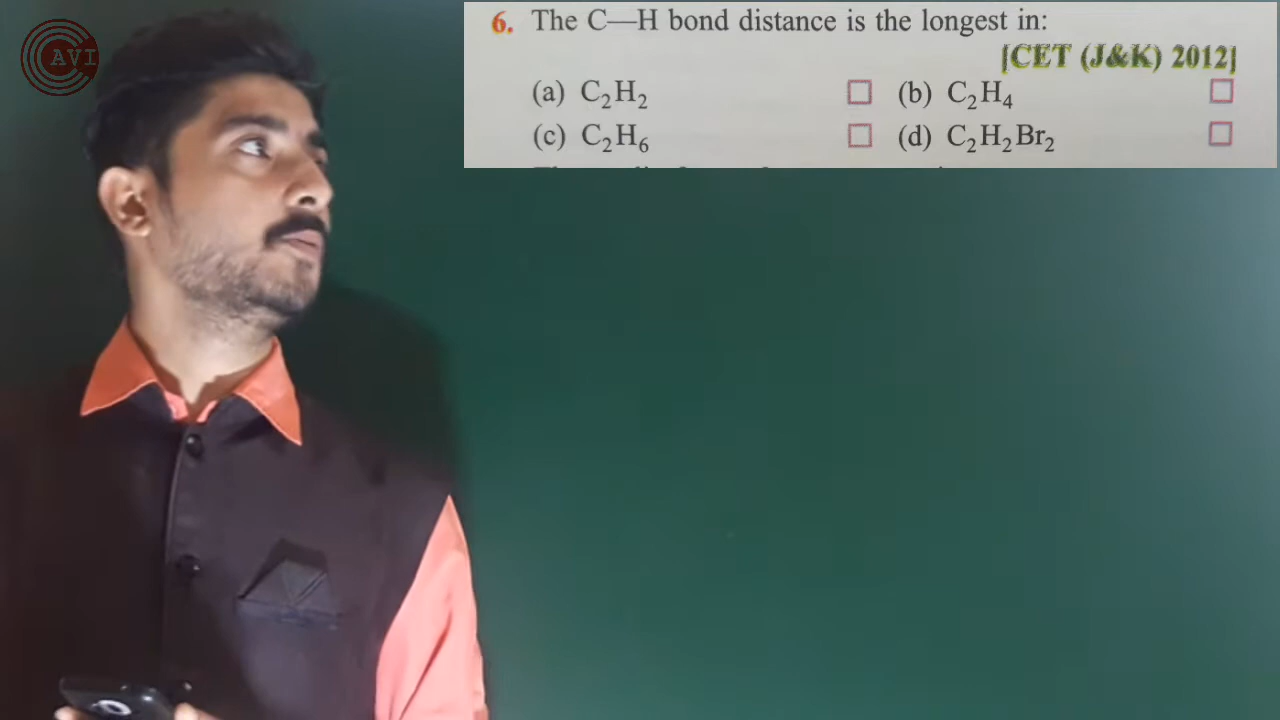 AVI
6. The C—H bond distance is the longest in:
[CET (J&K) 2012]
(a) C₂H₂ (b) C₂H₄
(c) C₂H₆ (d) C₂H₂Br₂